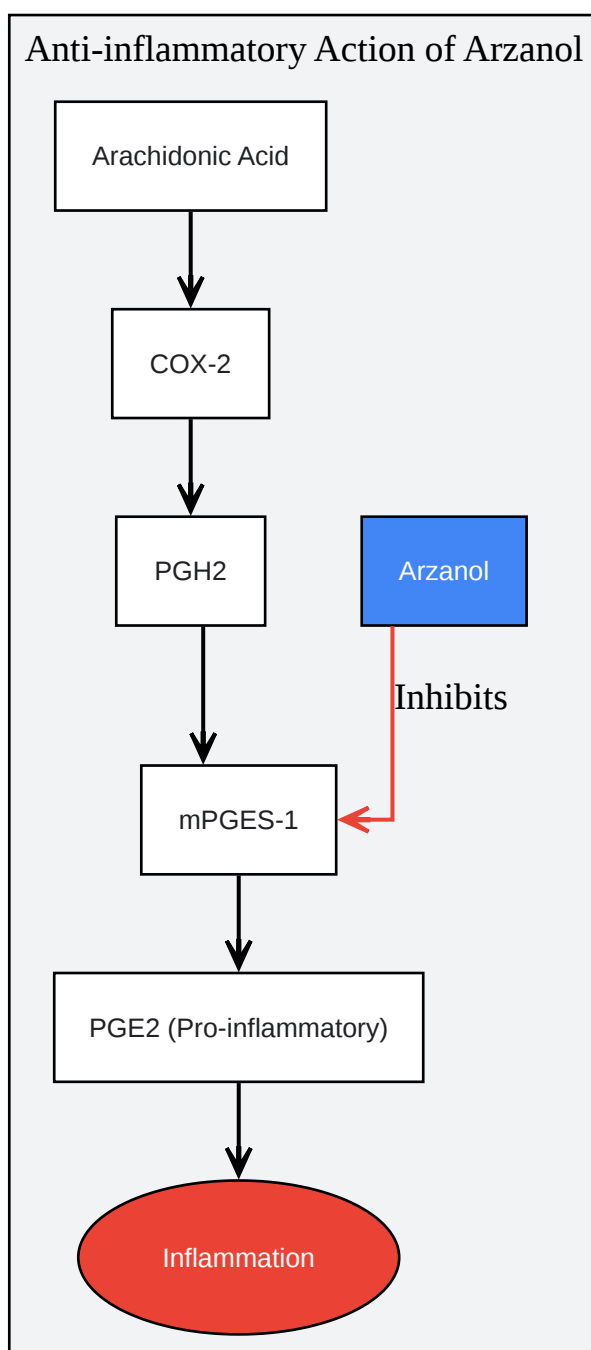 Anti-inflammatory Action of Arzanol
Arachidonic Acid
COX-2
PGH2
Arzanol
Inhibits
mPGES-1
PGE2 (Pro-inflammatory)
Inflammation